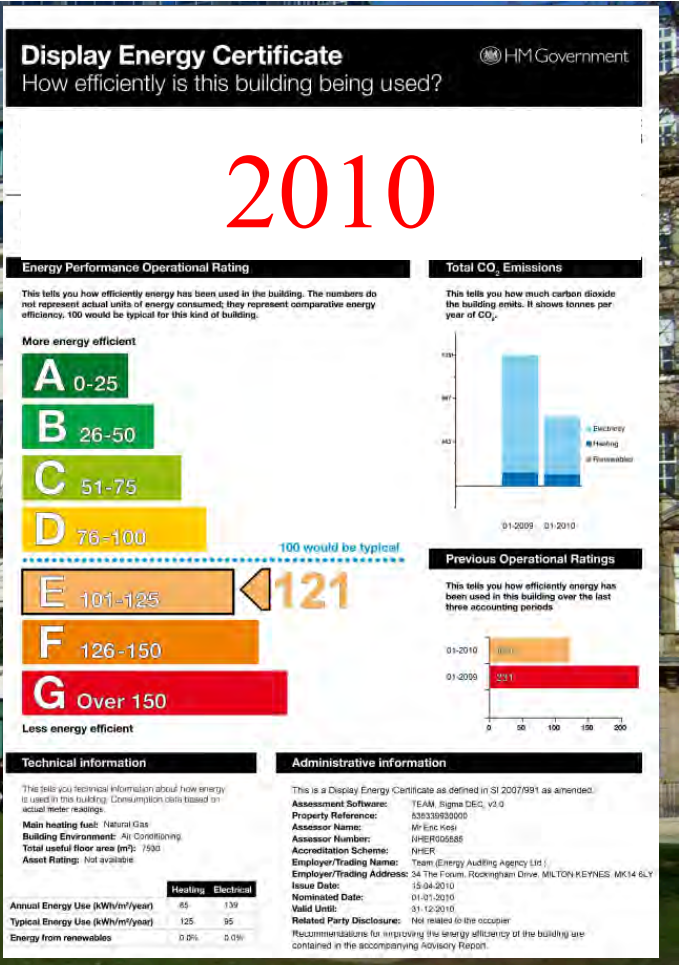 Display Energy Certificate
HM Government
How efficiently is this building being used?
2010
Energy Performance Operational Rating
This tells you how efficiently energy has been used in the building. The numbers do
not represent actual units of energy consumed; they represent comparative energy
efficiency. 100 would be typical for this kind of building.
More energy efficient
A 0-25
B 26-50
C 51-75
D 76-100
100 would be typical
E 101-125
121
F 126-150
G Over 150
Less energy efficient
Total CO₂ Emissions
This tells you how much carbon dioxide
the building emits. It shows tonnes per
year of CO₂.
Electricity
Heating
Renewables
01-2009 01-2010
Previous Operational Ratings
This tells you how efficiently energy has
been used in this building over the last
three accounting periods
01-2010
01-2009 231
0 50 100 150 200
Technical information
This tells you technical information about how energy
is used in this building. Consumption data based on
actual meter readings.
Main heating fuel: Natural Gas
Building Environment: Air Conditioning
Total useful floor area (m²):
Asset Rating: Not available
Heating Electrical
Annual Energy Use (kWh/m²/year) 65 139
Typical Energy Use (kWh/m²/year) 125 95
Energy from renewables 0.0% 0.0%
Administrative information
This is a Display Energy Certificate as defined in SI 2007/991 as amended.
Assessment Software: TEAM, Sigma DEC, v2.0
Property Reference:
Assessor Name: Mr Eric
Assessor Number:
Accreditation Scheme: NHER
Employer/Trading Name: Team (Energy Auditing Agency Ltd.)
Employer/Trading Address: 34 The Forum, Rockingham Drive, MILTON KEYNES, MK14 6LY
Issue Date: 15-04-2010
Nominated Date: 01-01-2010
Valid Until: 31-12-2010
Related Party Disclosure: Not related to the occupier
Recommendations for improving the energy efficiency of the building are
contained in the accompanying Advisory Report.